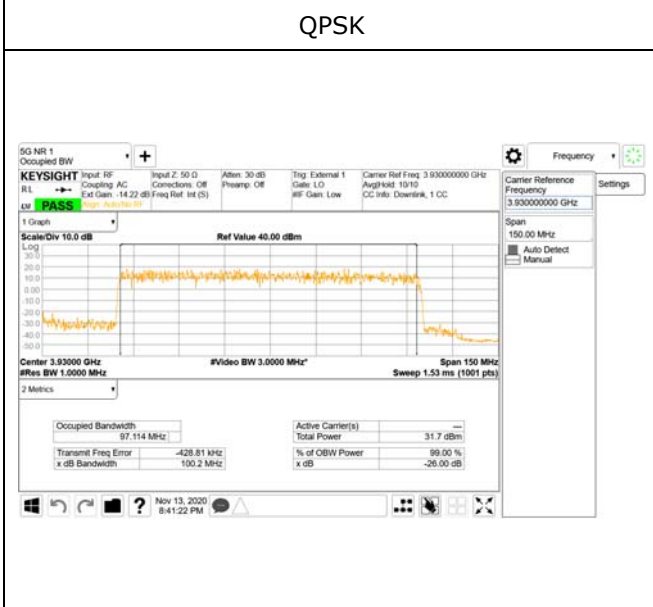 QPSK
5G NR 1
Occupied BW
+
Frequency
KEYSIGHT
RL
PASS
Input: RF
Coupling: AC
Ext Gain: -14.22 dB
Align: Auto/No RF
Input Z: 50 Ω
Corrections: Off
Freq Ref: Int (S)
Atten: 30 dB
Preamp: Off
Trig: External 1
Gate: LO
#IF Gain: Low
Carrier Ref Freq: 3.930000000 GHz
Avg|Hold: 10/10
CC Info: Downlink, 1 CC
Carrier Reference
Frequency
3.930000000 GHz
Settings
Span
150.00 MHz
Auto Detect
Manual
1 Graph
Scale/Div 10.0 dB
Ref Value 40.00 dBm
Log
30.0
20.0
10.0
0.00
-10.0
-20.0
-30.0
-40.0
-50.0
Center 3.93000 GHz
#Video BW 3.0000 MHz*
Span 150 MHz
#Res BW 1.0000 MHz
Sweep 1.53 ms (1001 pts)
2 Metrics
Occupied Bandwidth
97.114 MHz
Transmit Freq Error -428.81 kHz
x dB Bandwidth 100.2 MHz
Active Carrier(s) —
Total Power 31.7 dBm
% of OBW Power 99.00 %
x dB -26.00 dB
?
Nov 13, 2020
8:41:22 PM